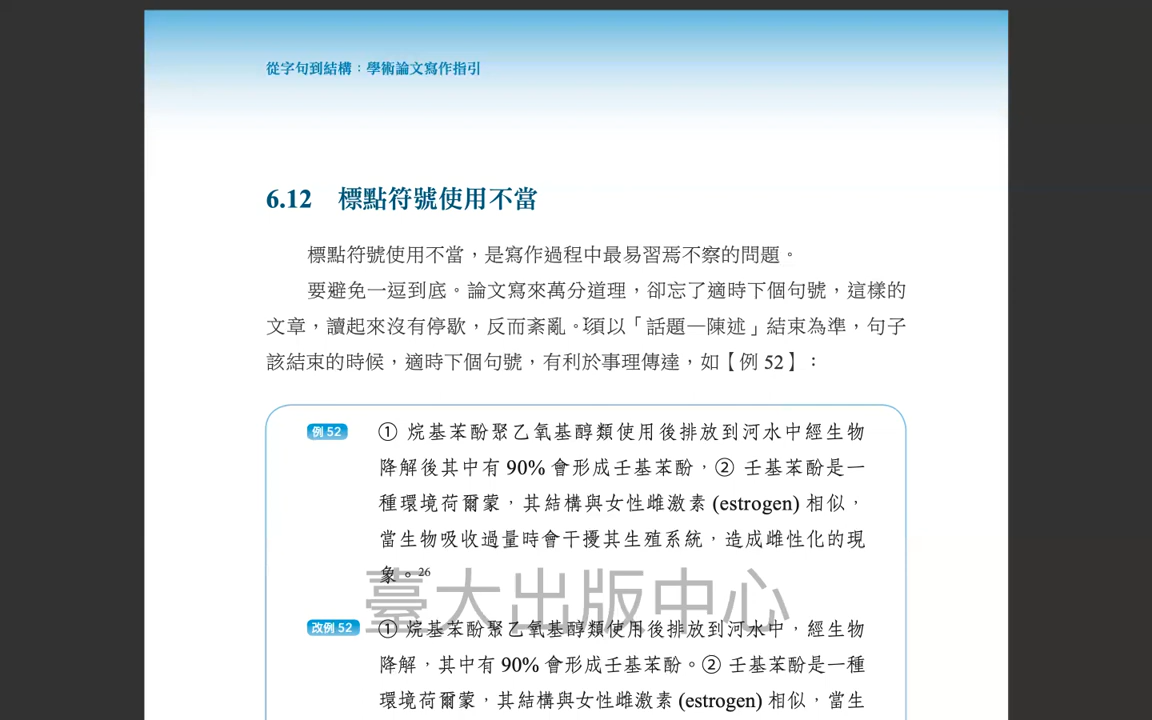 從字句到結構：學術論文寫作指引
6.12 標點符號使用不當
標點符號使用不當，是寫作過程中最易習焉不察的問題。
要避免一逗到底。論文寫來萬分道理，卻忘了適時下個句號，這樣的
文章，讀起來沒有停歇，反而紊亂。須以「話題—陳述」結束為準，句子
該結束的時候，適時下個句號，有利於事理傳達，如【例 52】：
例 52 ① 烷基苯酚聚乙氧基醇類使用後排放到河水中經生物
降解後其中有 90% 會形成壬基苯酚，② 壬基苯酚是一
種環境荷爾蒙，其結構與女性雌激素 (estrogen) 相似，
當生物吸收過量時會干擾其生殖系統，造成雌性化的現
象。26
臺大出版中心
改例 52 ① 烷基苯酚聚乙氧基醇類使用後排放到河水中，經生物
降解，其中有 90% 會形成壬基苯酚。② 壬基苯酚是一種
環境荷爾蒙，其結構與女性雌激素 (estrogen) 相似，當生